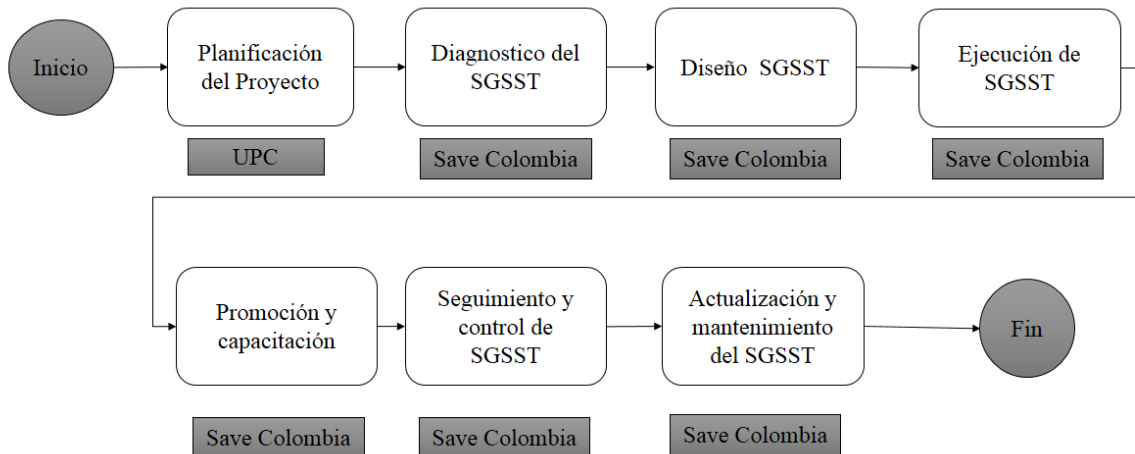 Inicio
Planificación
del Proyecto
Diagnostico del
SGSST
Diseño SGSST
Ejecución de
SGSST
UPC
Save Colombia
Save Colombia
Save Colombia
Promoción y
capacitación
Seguimiento y
control de
SGSST
Actualización y
mantenimiento
del SGSST
Fin
Save Colombia
Save Colombia
Save Colombia